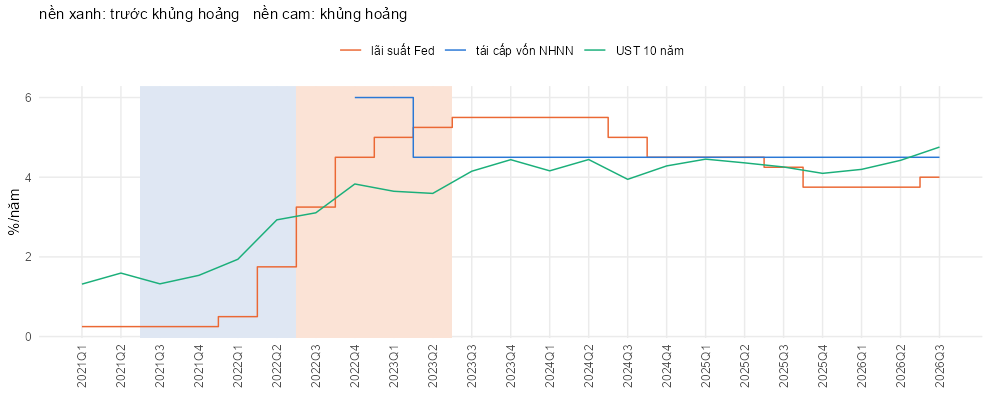 nền xanh: trước khủng hoảng   nền cam: khủng hoảng
lãi suất Fed   tái cấp vốn NHNN   UST 10 năm
%/năm
6
4
2
0
2021Q1
2021Q2
2021Q3
2021Q4
2022Q1
2022Q2
2022Q3
2022Q4
2023Q1
2023Q2
2023Q3
2023Q4
2024Q1
2024Q2
2024Q3
2024Q4
2025Q1
2025Q2
2025Q3
2025Q4
2026Q1
2026Q2
2026Q3